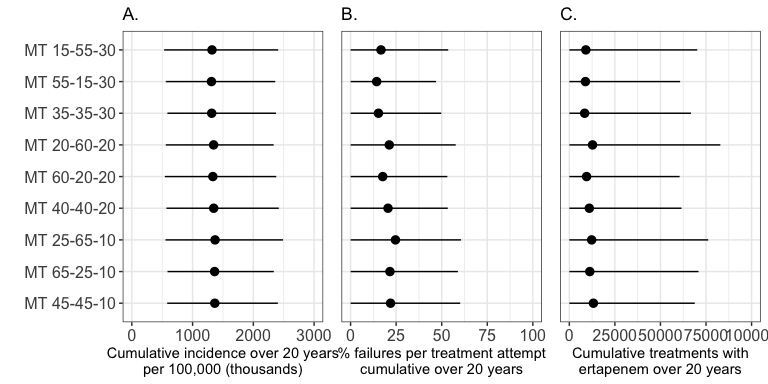 A.
B.
C.
MT 15-55-30
MT 55-15-30
MT 35-35-30
MT 20-60-20
MT 60-20-20
MT 40-40-20
MT 25-65-10
MT 65-25-10
MT 45-45-10
0 1000 2000 3000
0 25 50 75 100
0 25000 50000 75000 10000
Cumulative incidence over 20 years
per 100,000 (thousands)
% failures per treatment attempt
cumulative over 20 years
Cumulative treatments with
ertapenem over 20 years